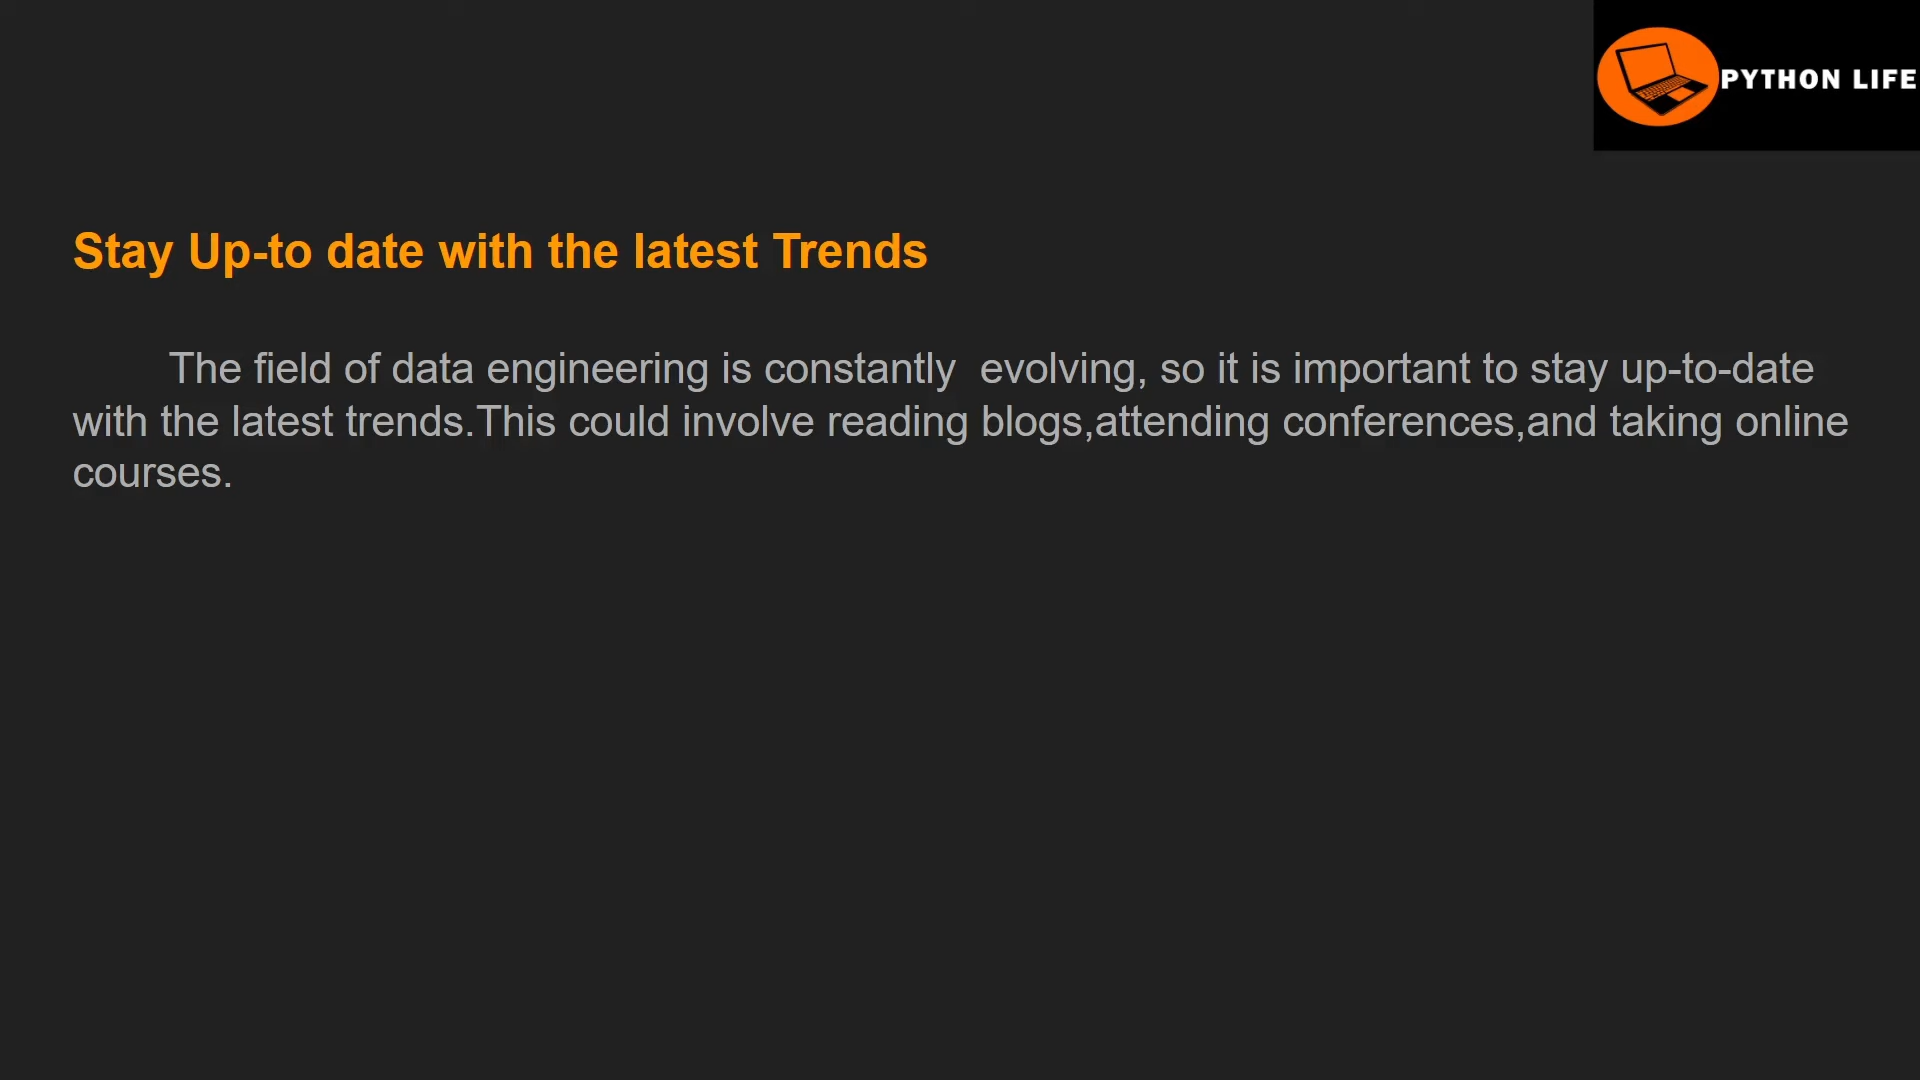 PYTHON LIFE
Stay Up-to date with the latest Trends
The field of data engineering is constantly  evolving, so it is important to stay up-to-date
with the latest trends.This could involve reading blogs,attending conferences,and taking online
courses.